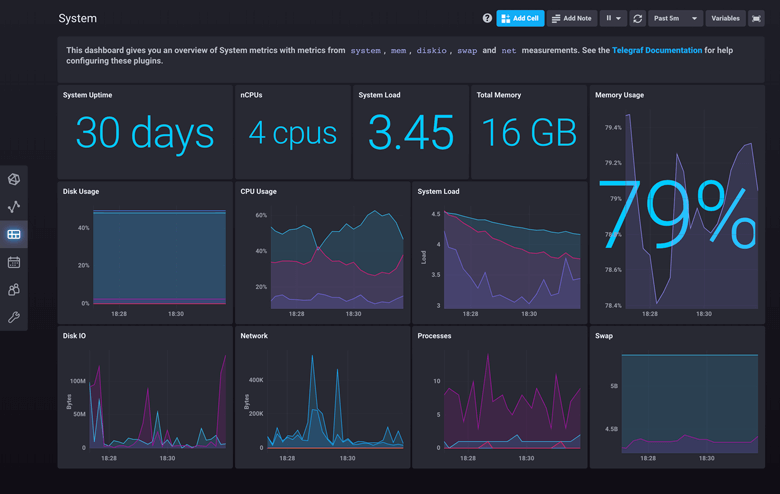 System
Add Cell
Add Note
Past 5m
Variables
This dashboard gives you an overview of System metrics with metrics from system, mem, diskio, swap and net measurements. See the Telegraf Documentation for help
configuring these plugins.
System Uptime
30 days
nCPUs
4 cpus
System Load
3.45
Total Memory
16 GB
Memory Usage
79%
79.4%
79.2%
79%
78.6%
78.4%
18:28
18:30
Disk Usage
40%
20%
0%
18:28
18:30
CPU Usage
60%
40%
20%
18:28
18:30
System Load
Load
4.5
4
3.5
3
18:28
18:30
Disk IO
Bytes
100M
50M
0
18:28
18:30
Network
Bytes
400K
200K
0
18:28
18:30
Processes
10
5
0
18:28
18:30
Swap
5B
4.5B
18:28
18:30